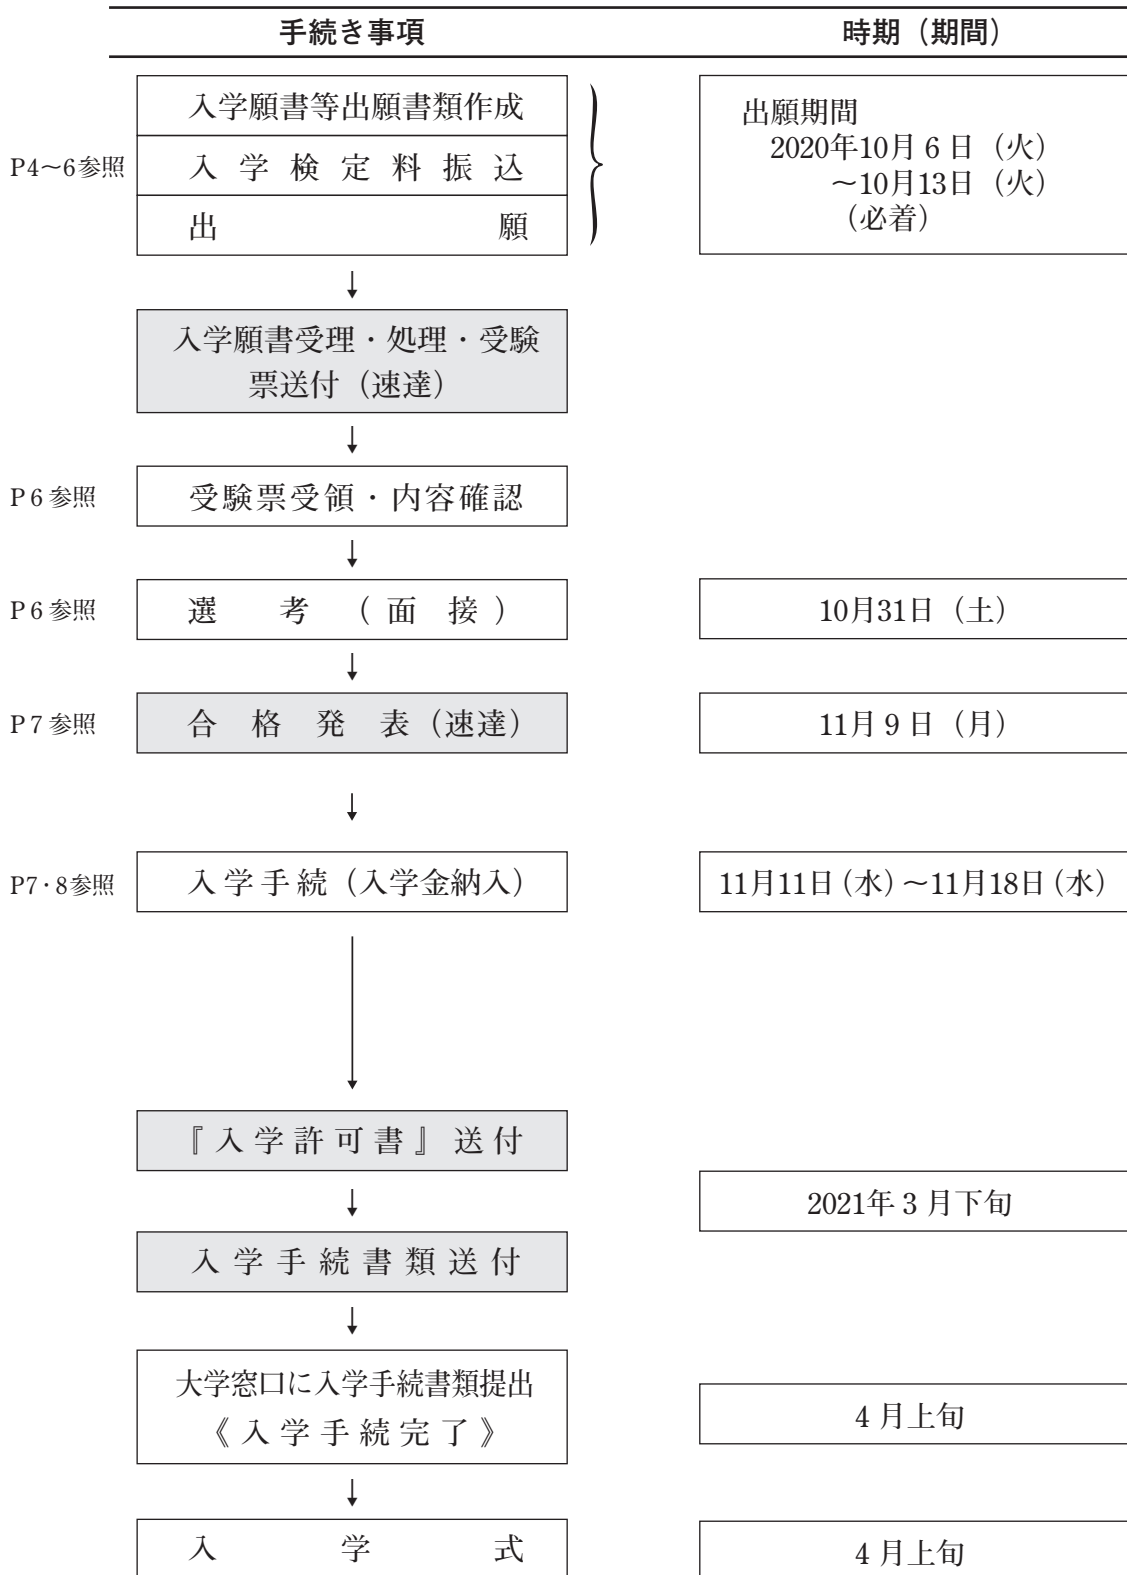 手続き事項 時期（期間）
入学願書等出願書類作成
P4～6参照 入学検定料振込
出願
出願期間
2020年10月6日（火）
～10月13日（火）
（必着）
入学願書受理・処理・受験
票送付（速達）
P6参照 受験票受領・内容確認
P6参照 選考（面接） 10月31日（土）
P7参照 合格発表（速達） 11月9日（月）
P7・8参照 入学手続（入学金納入） 11月11日（水）～11月18日（水）
『入学許可書』送付
2021年3月下旬
入学手続書類送付
大学窓口に入学手続書類提出
《入学手続完了》
4月上旬
入学式 4月上旬